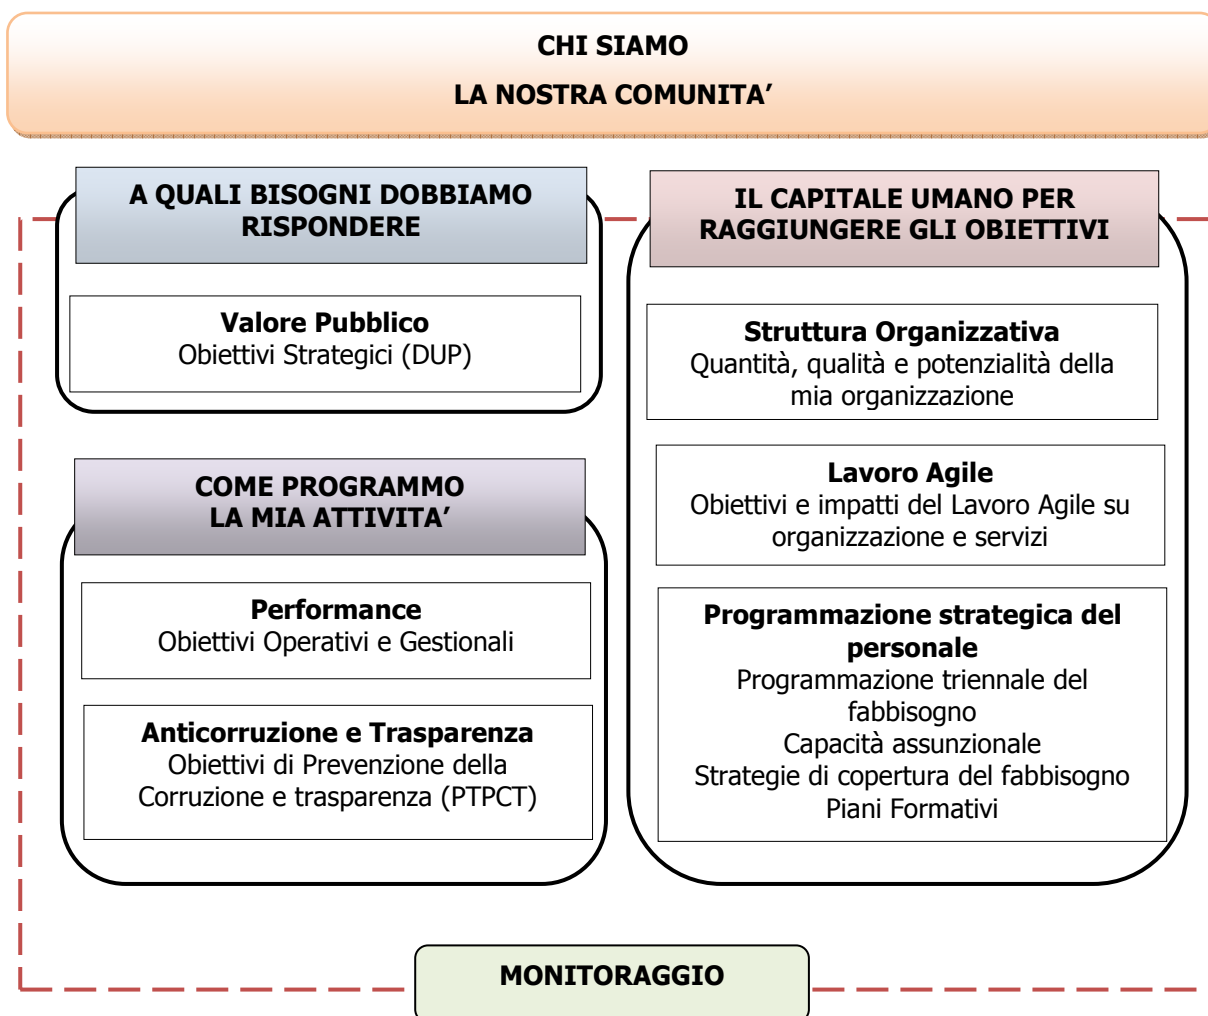 CHI SIAMO
LA NOSTRA COMUNITA’
A QUALI BISOGNI DOBBIAMO
RISPONDERE
Valore Pubblico
Obiettivi Strategici (DUP)
COME PROGRAMMO
LA MIA ATTIVITA’
Performance
Obiettivi Operativi e Gestionali
Anticorruzione e Trasparenza
Obiettivi di Prevenzione della
Corruzione e trasparenza (PTPCT)
IL CAPITALE UMANO PER
RAGGIUNGERE GLI OBIETTIVI
Struttura Organizzativa
Quantità, qualità e potenzialità della
mia organizzazione
Lavoro Agile
Obiettivi e impatti del Lavoro Agile su
organizzazione e servizi
Programmazione strategica del
personale
Programmazione triennale del
fabbisogno
Capacità assunzionale
Strategie di copertura del fabbisogno
Piani Formativi
MONITORAGGIO